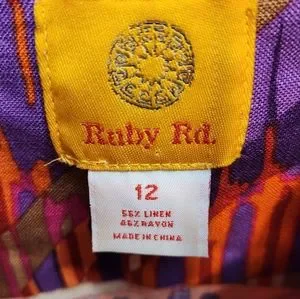 Ruby Rd.
12
55% LINEN
45% RAYON
MADE IN CHINA